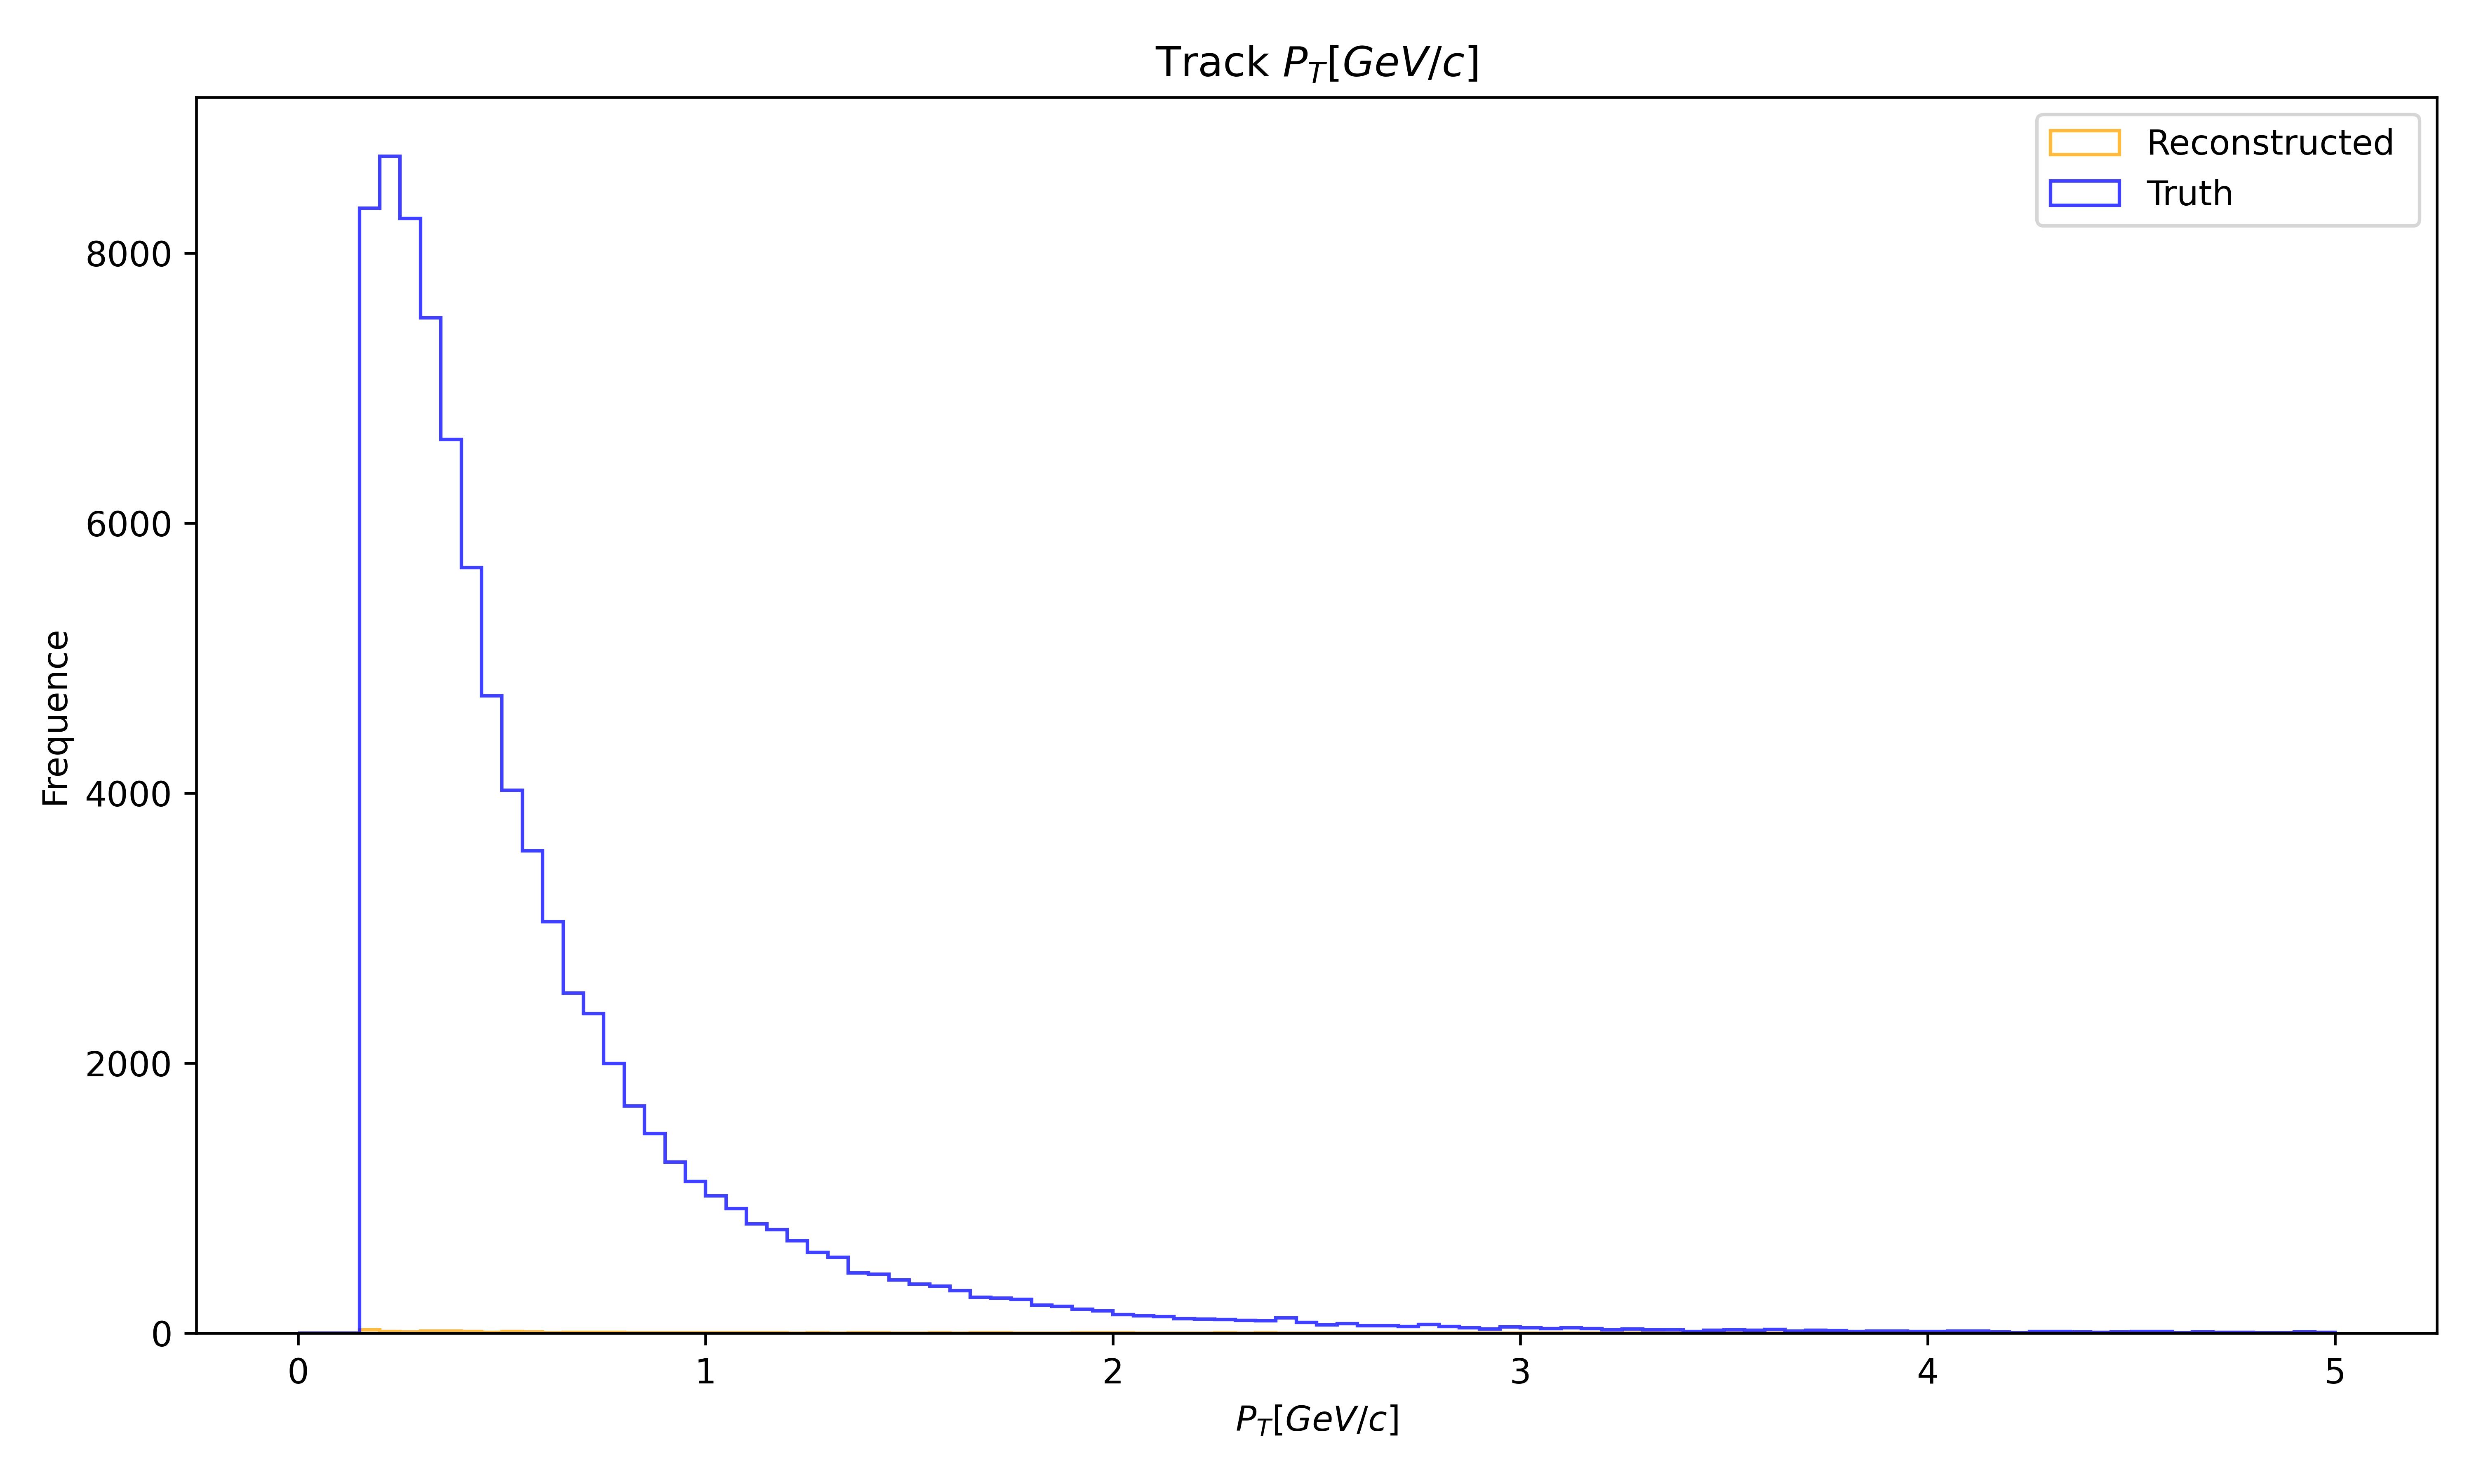 Track P_T[GeV/c]
Reconstructed
Truth
Frequence
8000
6000
4000
2000
0
0 1 2 3 4 5
P_T[GeV/c]